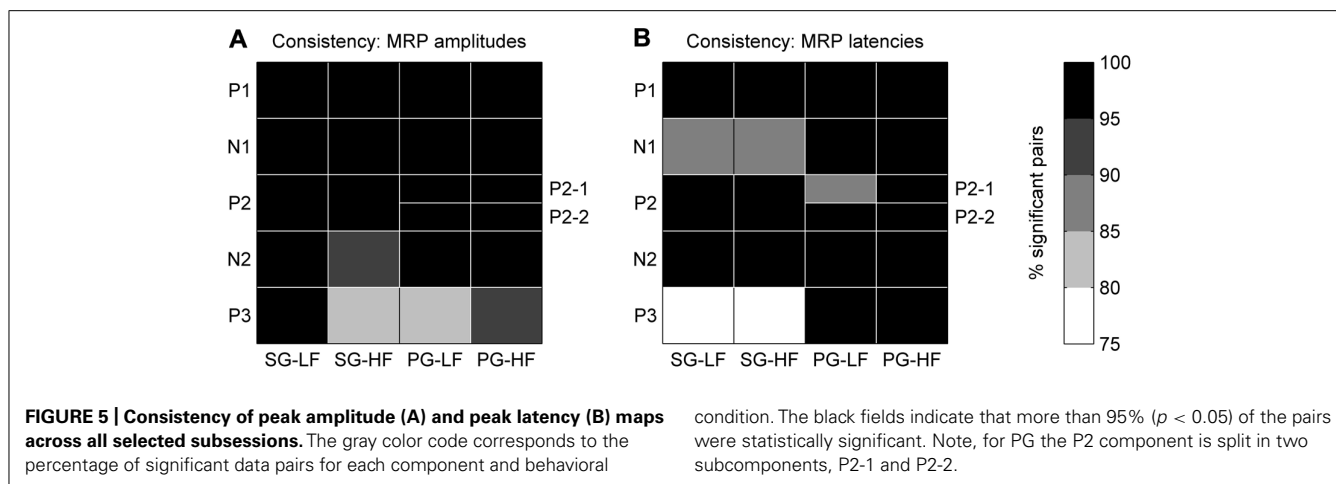 A Consistency: MRP amplitudes
P1
N1
P2
N2
P3
P2-1
P2-2
SG-LF SG-HF PG-LF PG-HF
B Consistency: MRP latencies
P1
N1
P2
N2
P3
P2-1
P2-2
SG-LF SG-HF PG-LF PG-HF
100
95
90
85
80
75
% significant pairs
FIGURE 5 | Consistency of peak amplitude (A) and peak latency (B) maps
across all selected subsessions. The gray color code corresponds to the
percentage of significant data pairs for each component and behavioral
condition. The black fields indicate that more than 95% (p < 0.05) of the pairs
were statistically significant. Note, for PG the P2 component is split in two
subcomponents, P2-1 and P2-2.